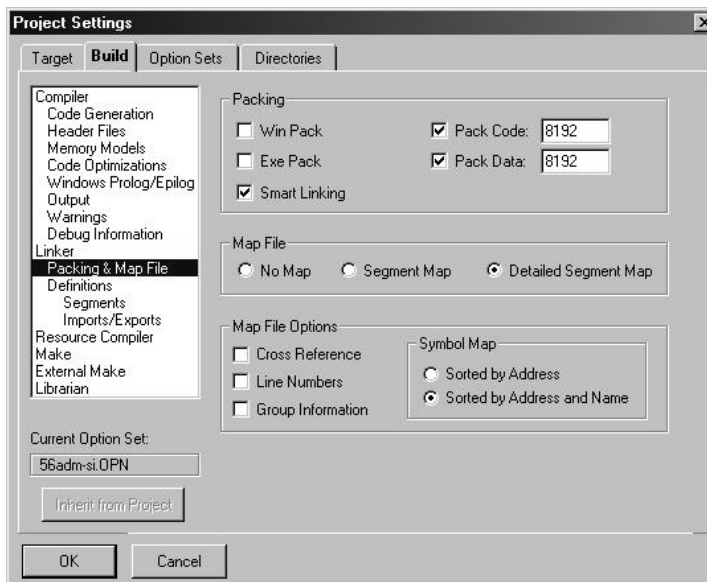 Project Settings
Target Build Option Sets Directories
Compiler
Code Generation
Header Files
Memory Models
Code Optimizations
Windows Prolog/Epilog
Output
Warnings
Debug Information
Linker
Packing & Map File
Definitions
Segments
Imports/Exports
Resource Compiler
Make
External Make
Librarian
Current Option Set:
56adm-si.OPN
Inherit from Project
Packing
Win Pack
Pack Code: 8192
Exe Pack
Pack Data: 8192
Smart Linking
Map File
No Map Segment Map Detailed Segment Map
Map File Options
Cross Reference
Line Numbers
Group Information
Symbol Map
Sorted by Address
Sorted by Address and Name
OK Cancel